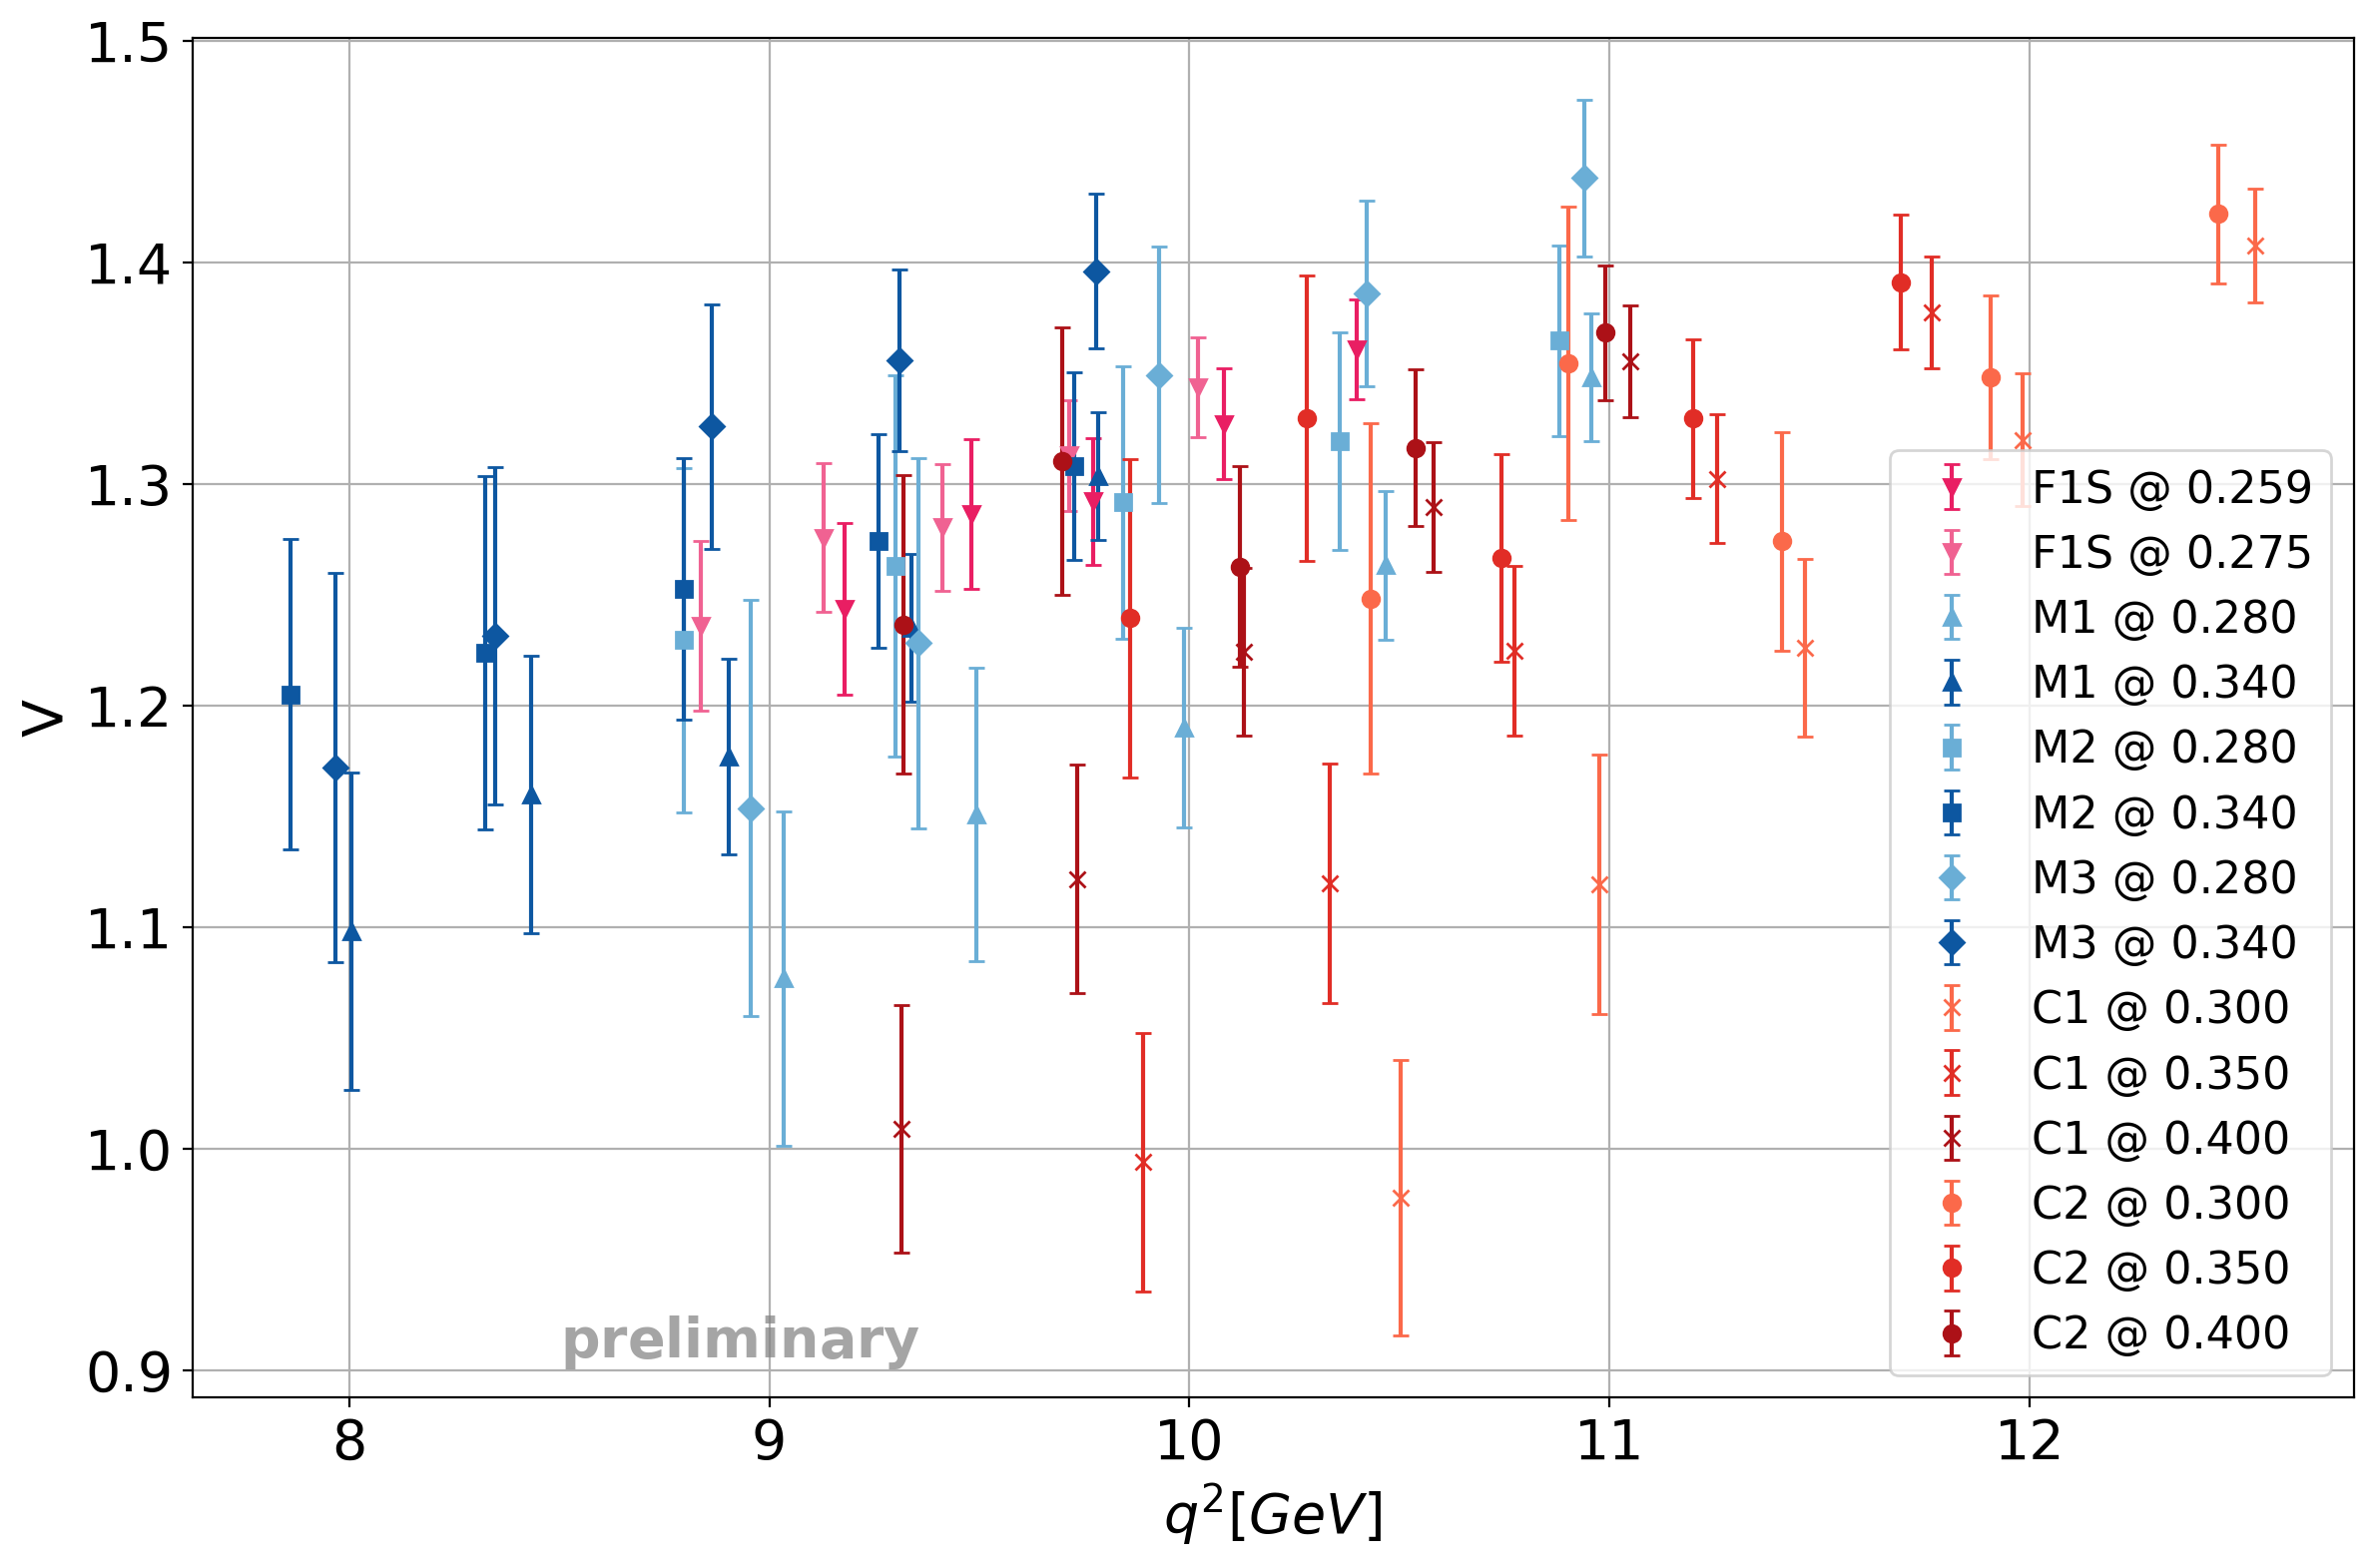 1.5
1.4
1.3
1.2
1.1
1.0
0.9
V
8
9
10
11
12
q²[GeV]
preliminary
F1S @ 0.259
F1S @ 0.275
M1 @ 0.280
M1 @ 0.340
M2 @ 0.280
M2 @ 0.340
M3 @ 0.280
M3 @ 0.340
C1 @ 0.300
C1 @ 0.350
C1 @ 0.400
C2 @ 0.300
C2 @ 0.350
C2 @ 0.400